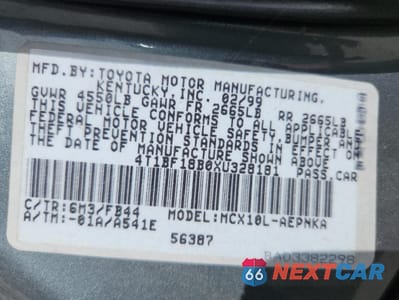 MFD.BY:TOYOTA MOTOR MANUFACTURING,
KENTUCKY,INC. 02/99
GVWR 4550LB GAWR FR 2665LB RR 2665LB
THIS VEHICLE CONFORMS TO ALL APPLICABLE
FEDERAL MOTOR VEHICLE SAFETY, BUMPER, AND
THEFT PREVENTION STANDARDS IN EFFECT ON
THE DATE OF MANUFACTURE SHOWN ABOVE.
4T1BF18B0XU328181 PASS.CAR
C/TR:6M3/FB44 MODEL:MCX10L-AEPNKA
A/TM:-01A/A541E
56387
BA03382298
66 NEXTCAR